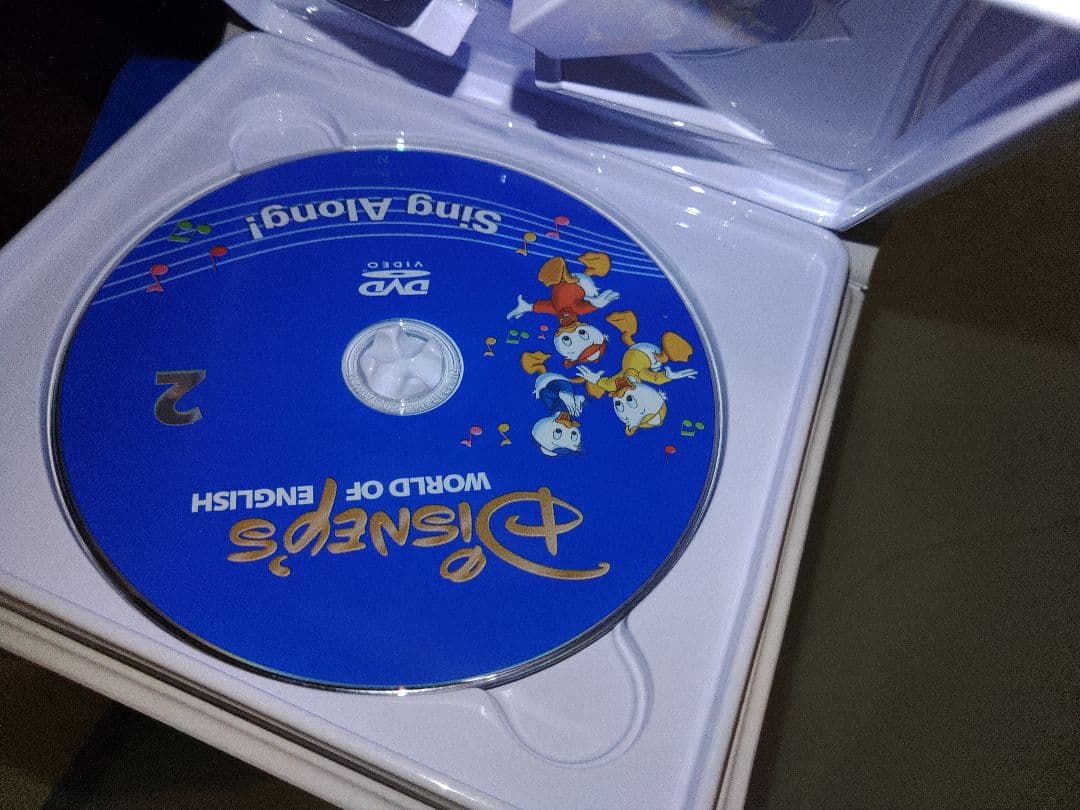 DISNEY'S
WORLD OF ENGLISH
2
DVD
VIDEO
Sing Along!